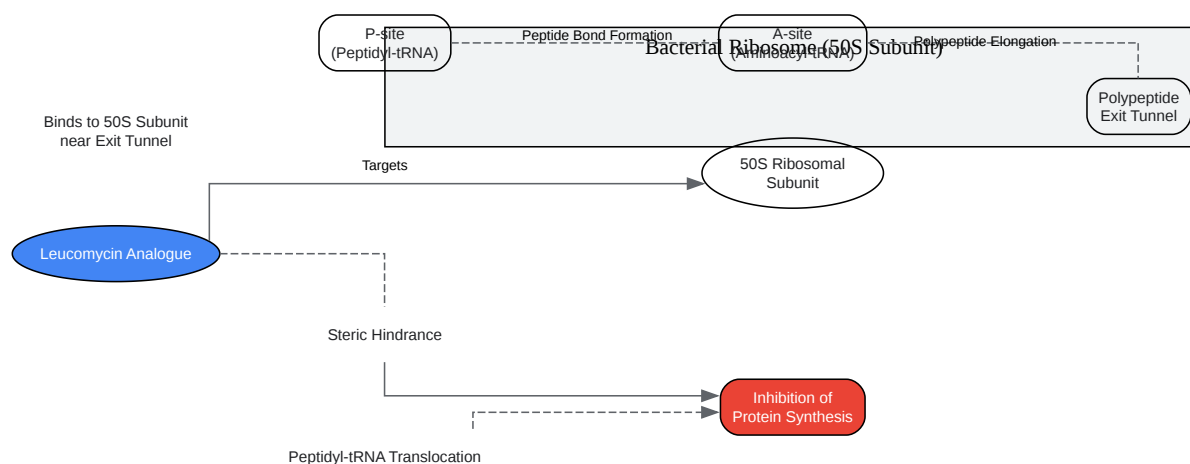 P-site
(Peptidyl-tRNA)
Peptide Bond Formation
A-site
(Aminoacyl-tRNA)
Bacterial Ribosome (50S Subunit)
Polypeptide Elongation
Polypeptide
Exit Tunnel
Binds to 50S Subunit
near Exit Tunnel
Targets
50S Ribosomal
Subunit
Leucomycin Analogue
Steric Hindrance
Inhibition of
Protein Synthesis
Peptidyl-tRNA Translocation